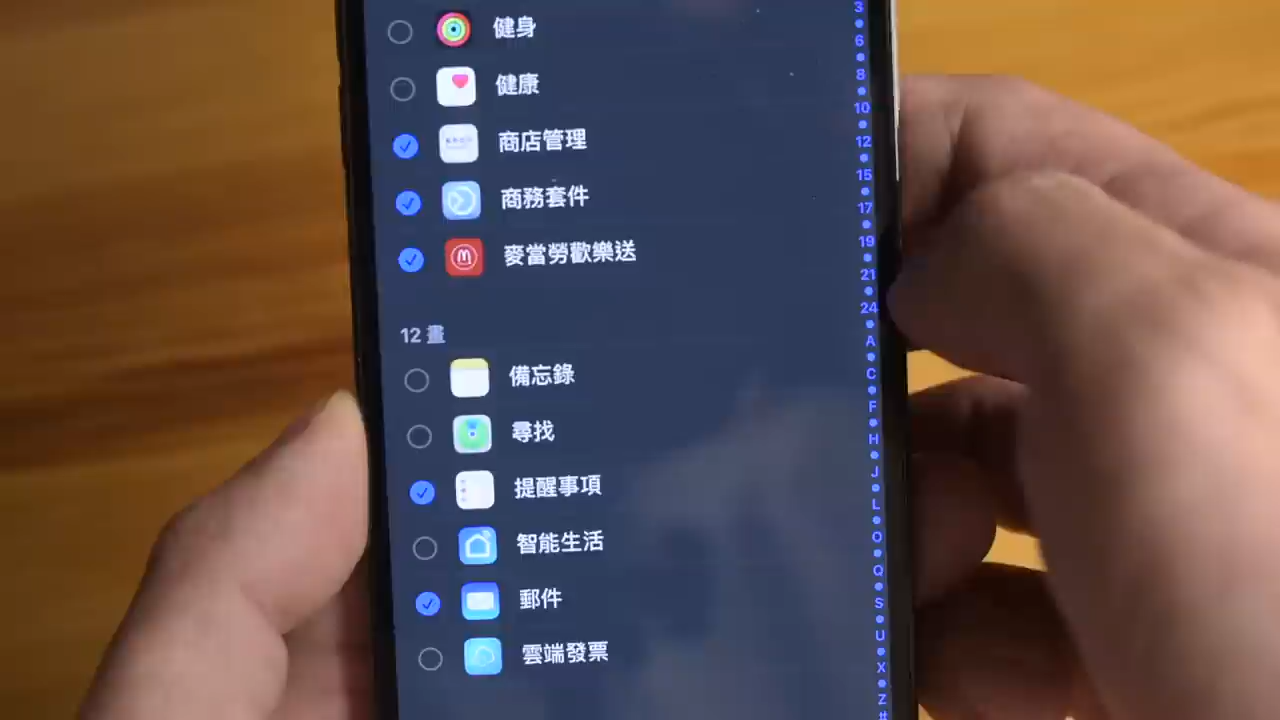 健身
健康
商店管理
商務套件
麥當勞歡樂送
12 畫
備忘錄
尋找
提醒事項
智能生活
郵件
雲端發票
3
6
8
10
12
15
17
19
21
24
A
C
F
H
J
L
O
Q
S
U
X
Z
#